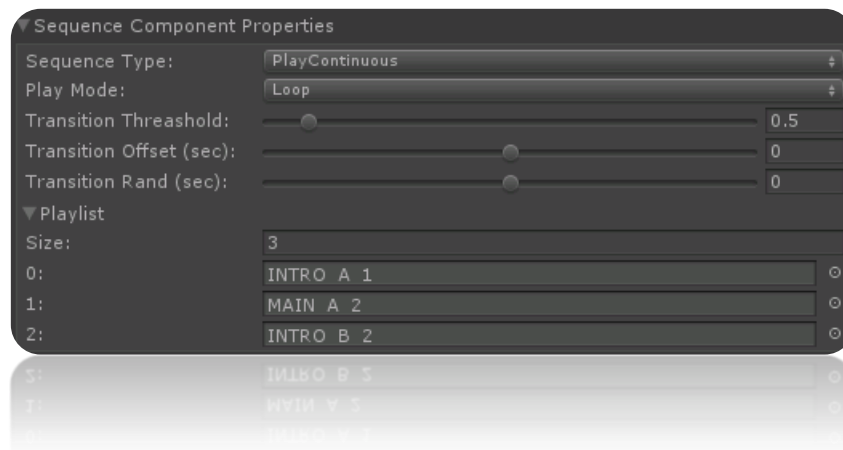 Sequence Component Properties
Sequence Type: PlayContinuous
Play Mode: Loop
Transition Threashold: 0.5
Transition Offset (sec): 0
Transition Rand (sec): 0
Playlist
Size: 3
0: INTRO A 1
1: MAIN A 2
2: INTRO B 2